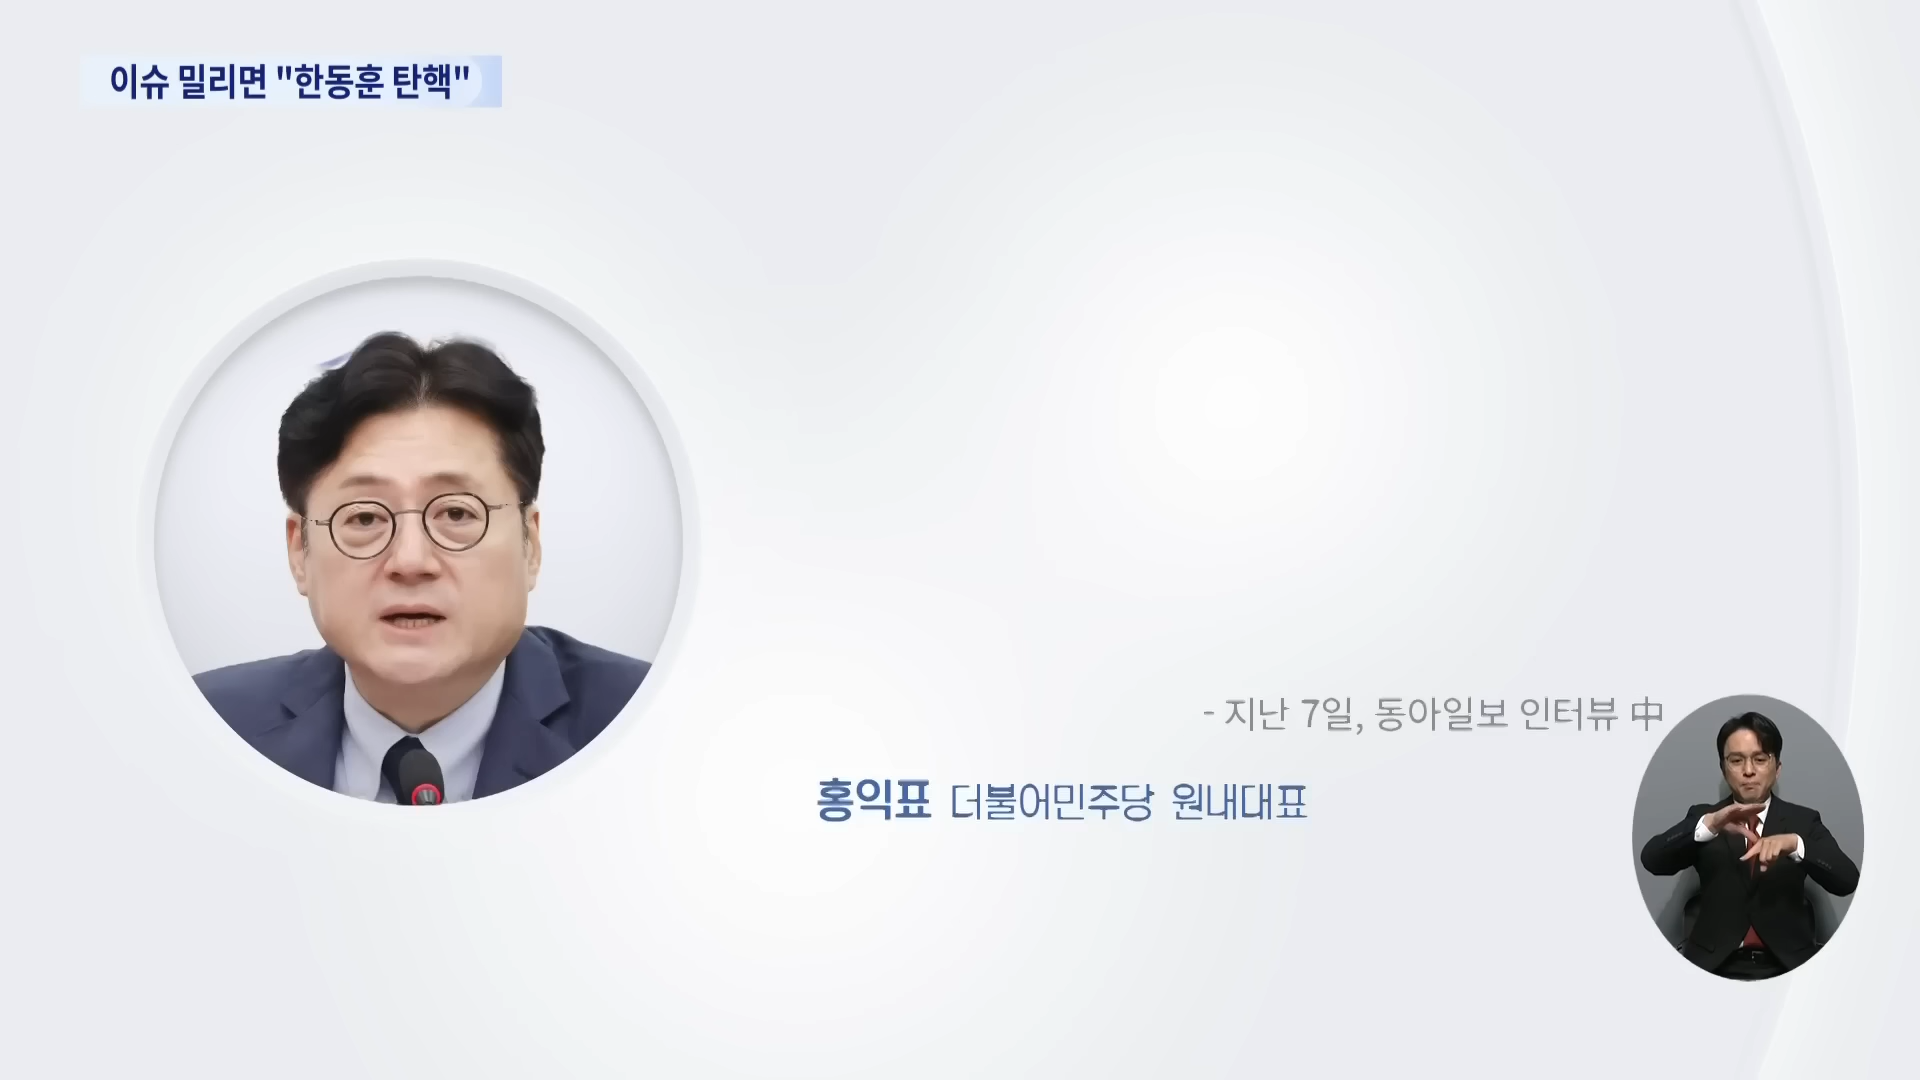 이슈 밀리면 "한동훈 탄핵"
- 지난 7일, 동아일보 인터뷰 中
홍익표 더불어민주당 원내대표